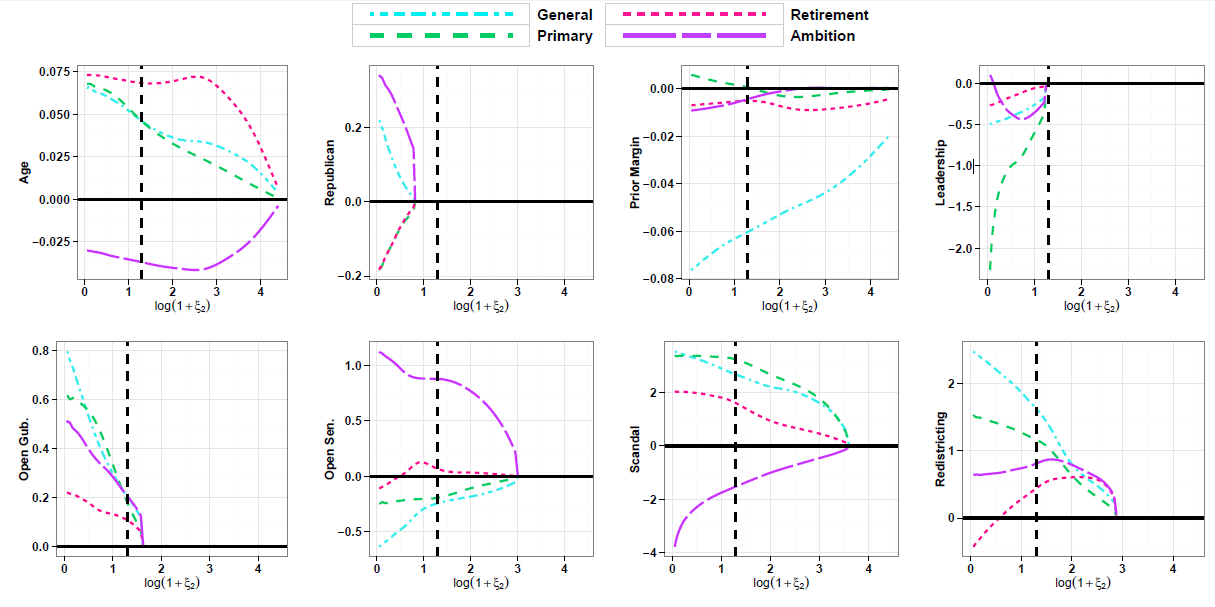 General Retirement
Primary Ambition
Age
0.075
0.050
0.025
0.000
−0.025
0 1 2 3 4
log(1+ξ₂)
Republican
0.2
0.0
−0.2
0 1 2 3 4
log(1+ξ₂)
Prior Margin
0.00
−0.02
−0.04
−0.06
−0.08
0 1 2 3 4
log(1+ξ₂)
Leadership
0.0
−0.5
−1.0
−1.5
−2.0
0 1 2 3 4
log(1+ξ₂)
Open Gub.
0.8
0.6
0.4
0.2
0.0
0 1 2 3 4
log(1+ξ₂)
Open Sen.
1.0
0.5
0.0
−0.5
0 1 2 3 4
log(1+ξ₂)
Scandal
2
0
−2
−4
0 1 2 3 4
log(1+ξ₂)
Redistricting
2
1
0
0 1 2 3 4
log(1+ξ₂)